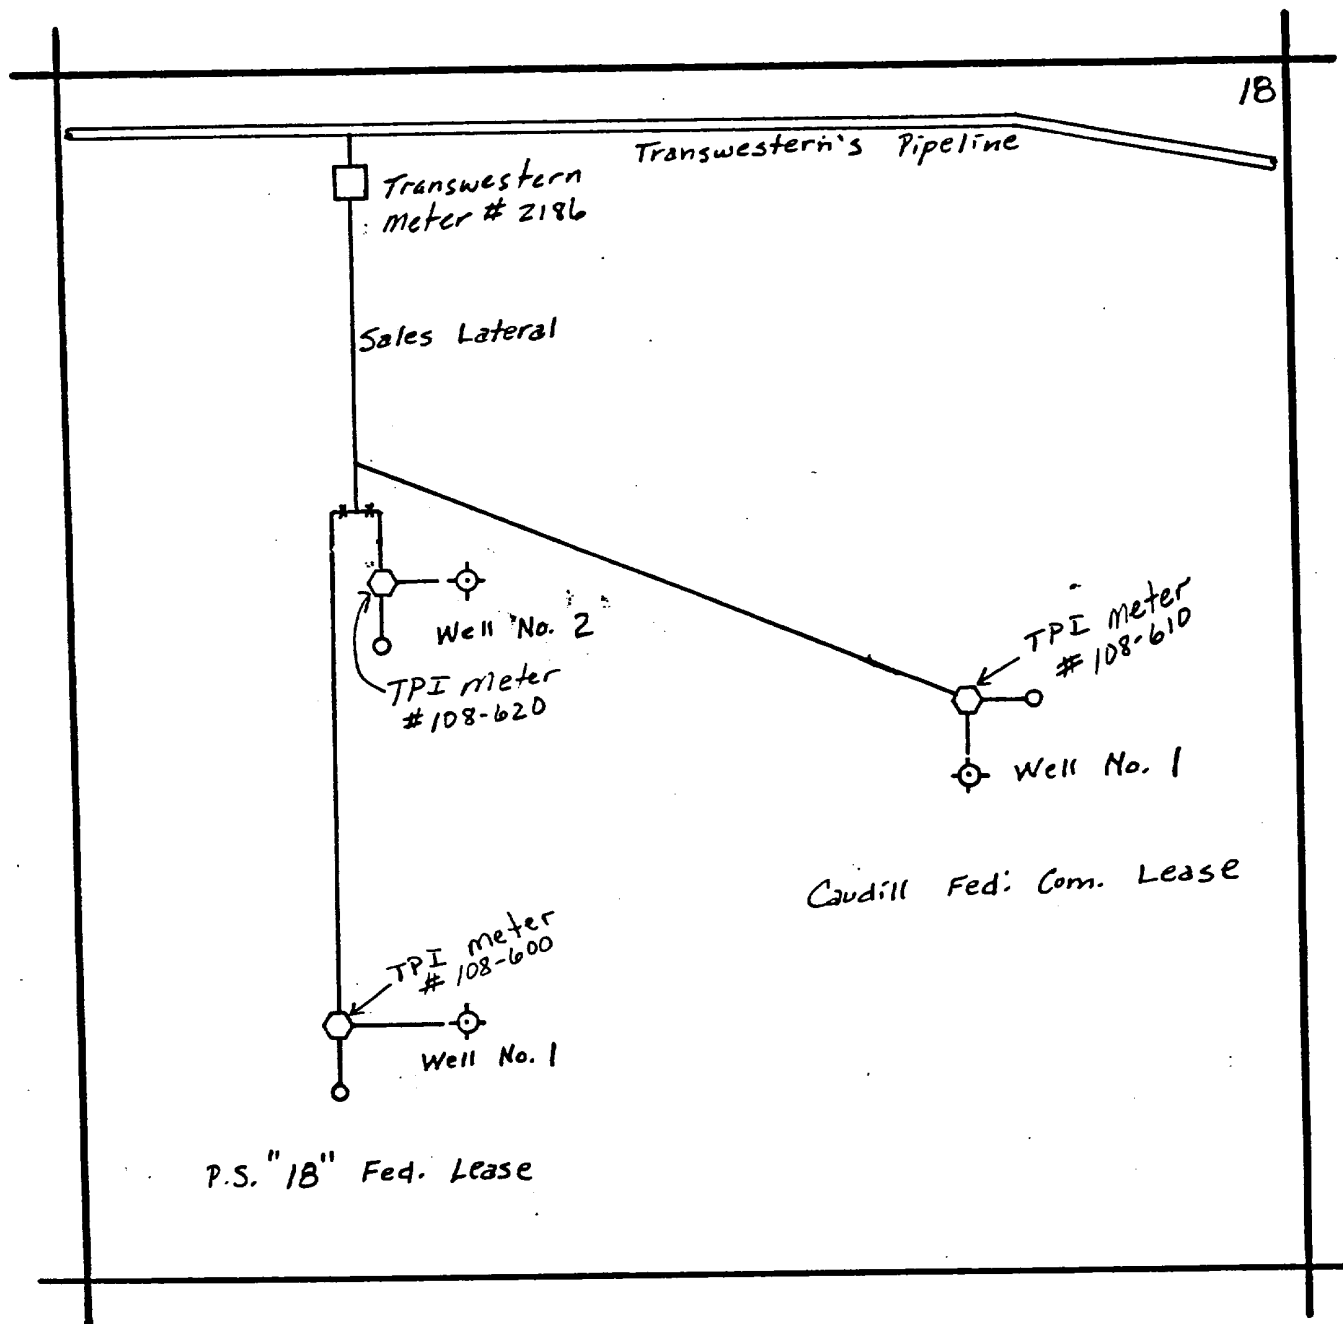 18
Transwestern's Pipeline
Transwestern
meter # 2186
Sales Lateral
Well No. 2
TPI meter
# 108-620
TPI meter
# 108-610
Well No. 1
Caudill Fed. Com. Lease
TPI meter
# 108-600
Well No. 1
P.S. "18" Fed. Lease